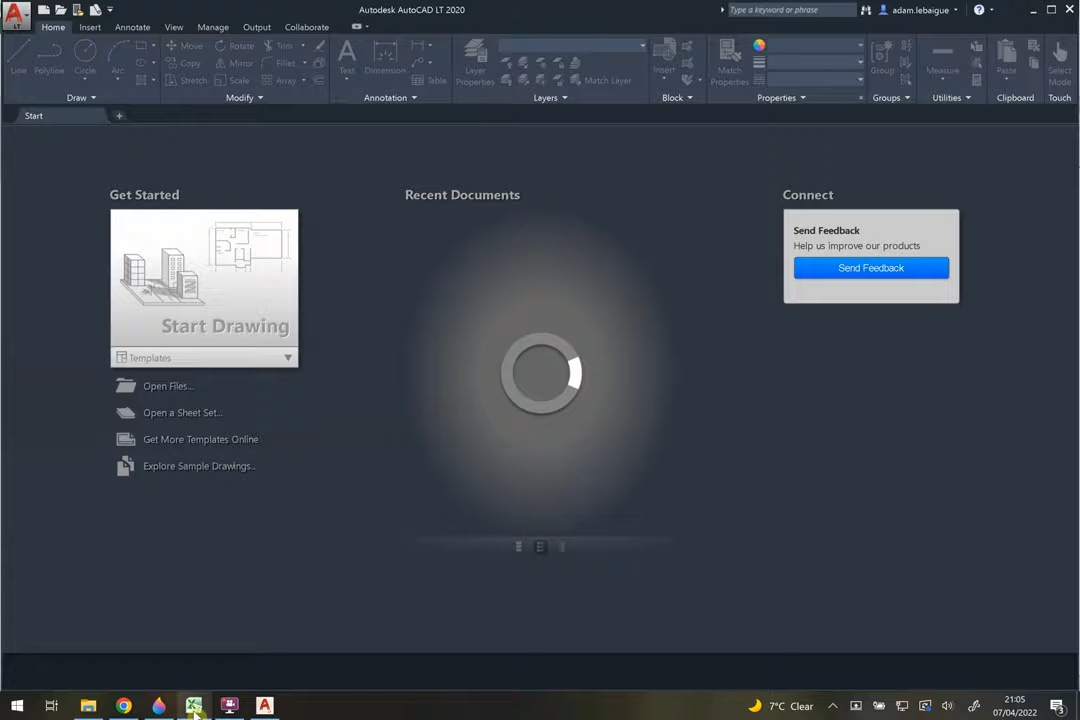 Autodesk AutoCAD LT 2020
Type a keyword or phrase
adam.lebaigue
Home Insert Annotate View Manage Output Collaborate
Line Polyline Circle Arc
Move Rotate Trim
Copy Mirror Fillet
Stretch Scale Array
Text Dimension Table
Layer Properties Match Layer
Insert
Match Properties
Group
Measure
Paste
Select Mode
Draw Modify Annotation Layers Block Properties Groups Utilities Clipboard Touch
Start
Get Started
Start Drawing
Templates
Open Files...
Open a Sheet Set...
Get More Templates Online
Explore Sample Drawings..
Recent Documents
Connect
Send Feedback
Help us improve our products
Send Feedback
7°C Clear
21:05
07/04/2022
3